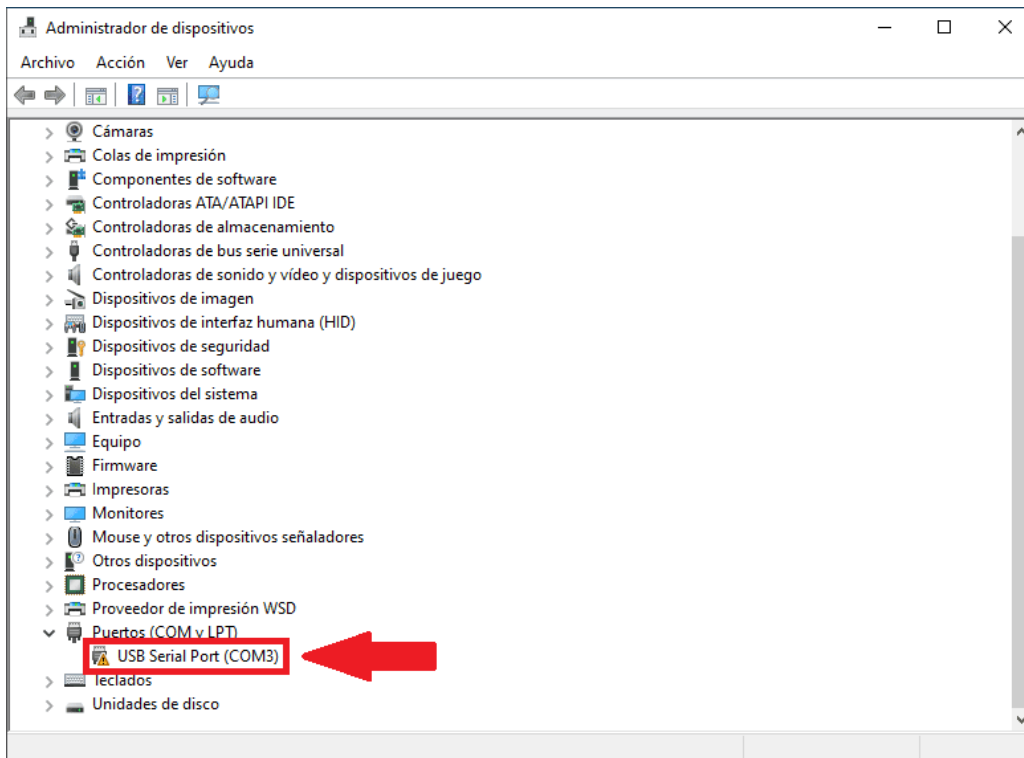 Administrador de dispositivos
Archivo Acción Ver Ayuda
Cámaras
Colas de impresión
Componentes de software
Controladoras ATA/ATAPI IDE
Controladoras de almacenamiento
Controladoras de bus serie universal
Controladoras de sonido y vídeo y dispositivos de juego
Dispositivos de imagen
Dispositivos de interfaz humana (HID)
Dispositivos de seguridad
Dispositivos de software
Dispositivos del sistema
Entradas y salidas de audio
Equipo
Firmware
Impresoras
Monitores
Mouse y otros dispositivos señaladores
Otros dispositivos
Procesadores
Proveedor de impresión WSD
Puertos (COM y LPT)
USB Serial Port (COM3)
Teclados
Unidades de disco